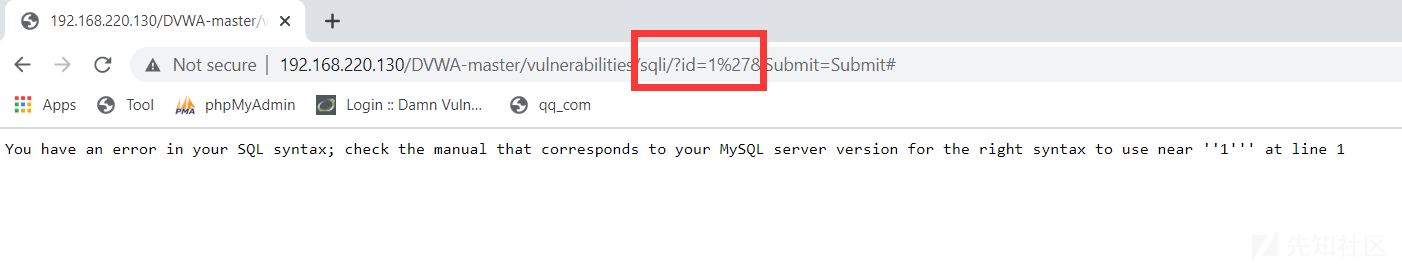 192.168.220.130/DVWA-master/v
Not secure | 192.168.220.130/DVWA-master/vulnerabilities/sqli/?id=1%27&Submit=Submit#
Apps Tool phpMyAdmin Login :: Damn Vuln... qq_com
You have an error in your SQL syntax; check the manual that corresponds to your MySQL server version for the right syntax to use near ''1''' at line 1
先知社区